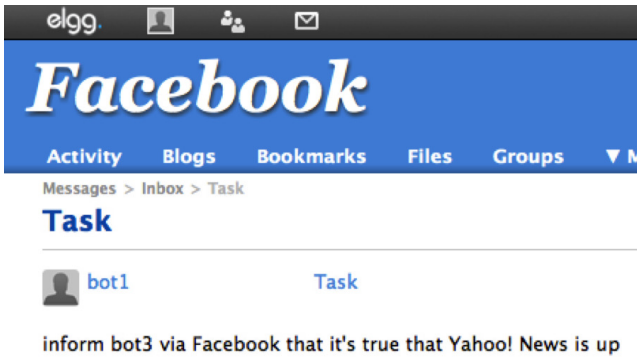 elgg.
Facebook
Activity Blogs Bookmarks Files Groups ▼ M
Messages > Inbox > Task
Task
bot1 Task
inform bot3 via Facebook that it's true that Yahoo! News is up